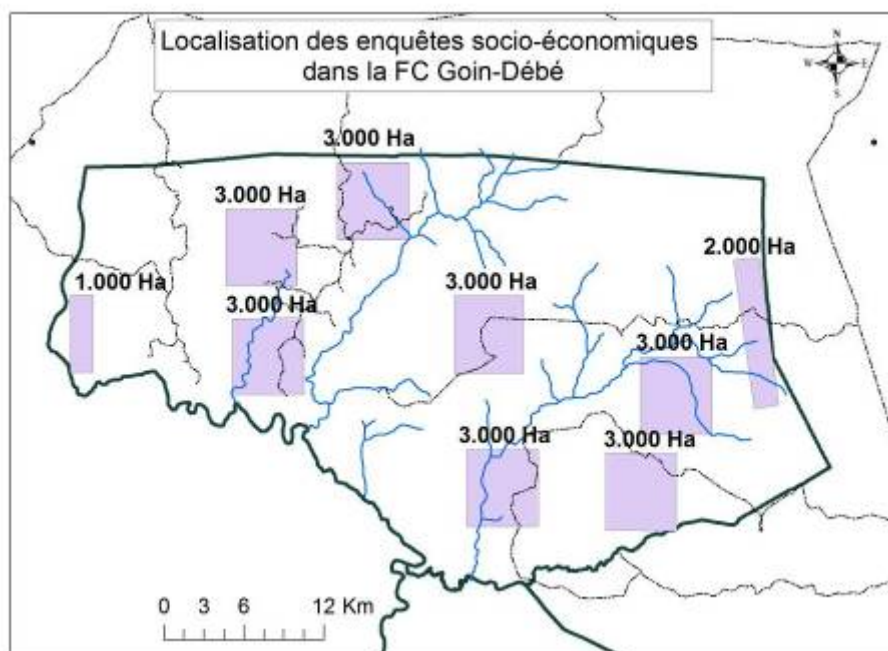 Localisation des enquêtes socio-économiques
dans la FC Goin-Débé
N
W E
S
3.000 Ha
3.000 Ha
2.000 Ha
1.000 Ha
3.000 Ha
3.000 Ha
3.000 Ha
3.000 Ha
3.000 Ha
0 3 6 12 Km